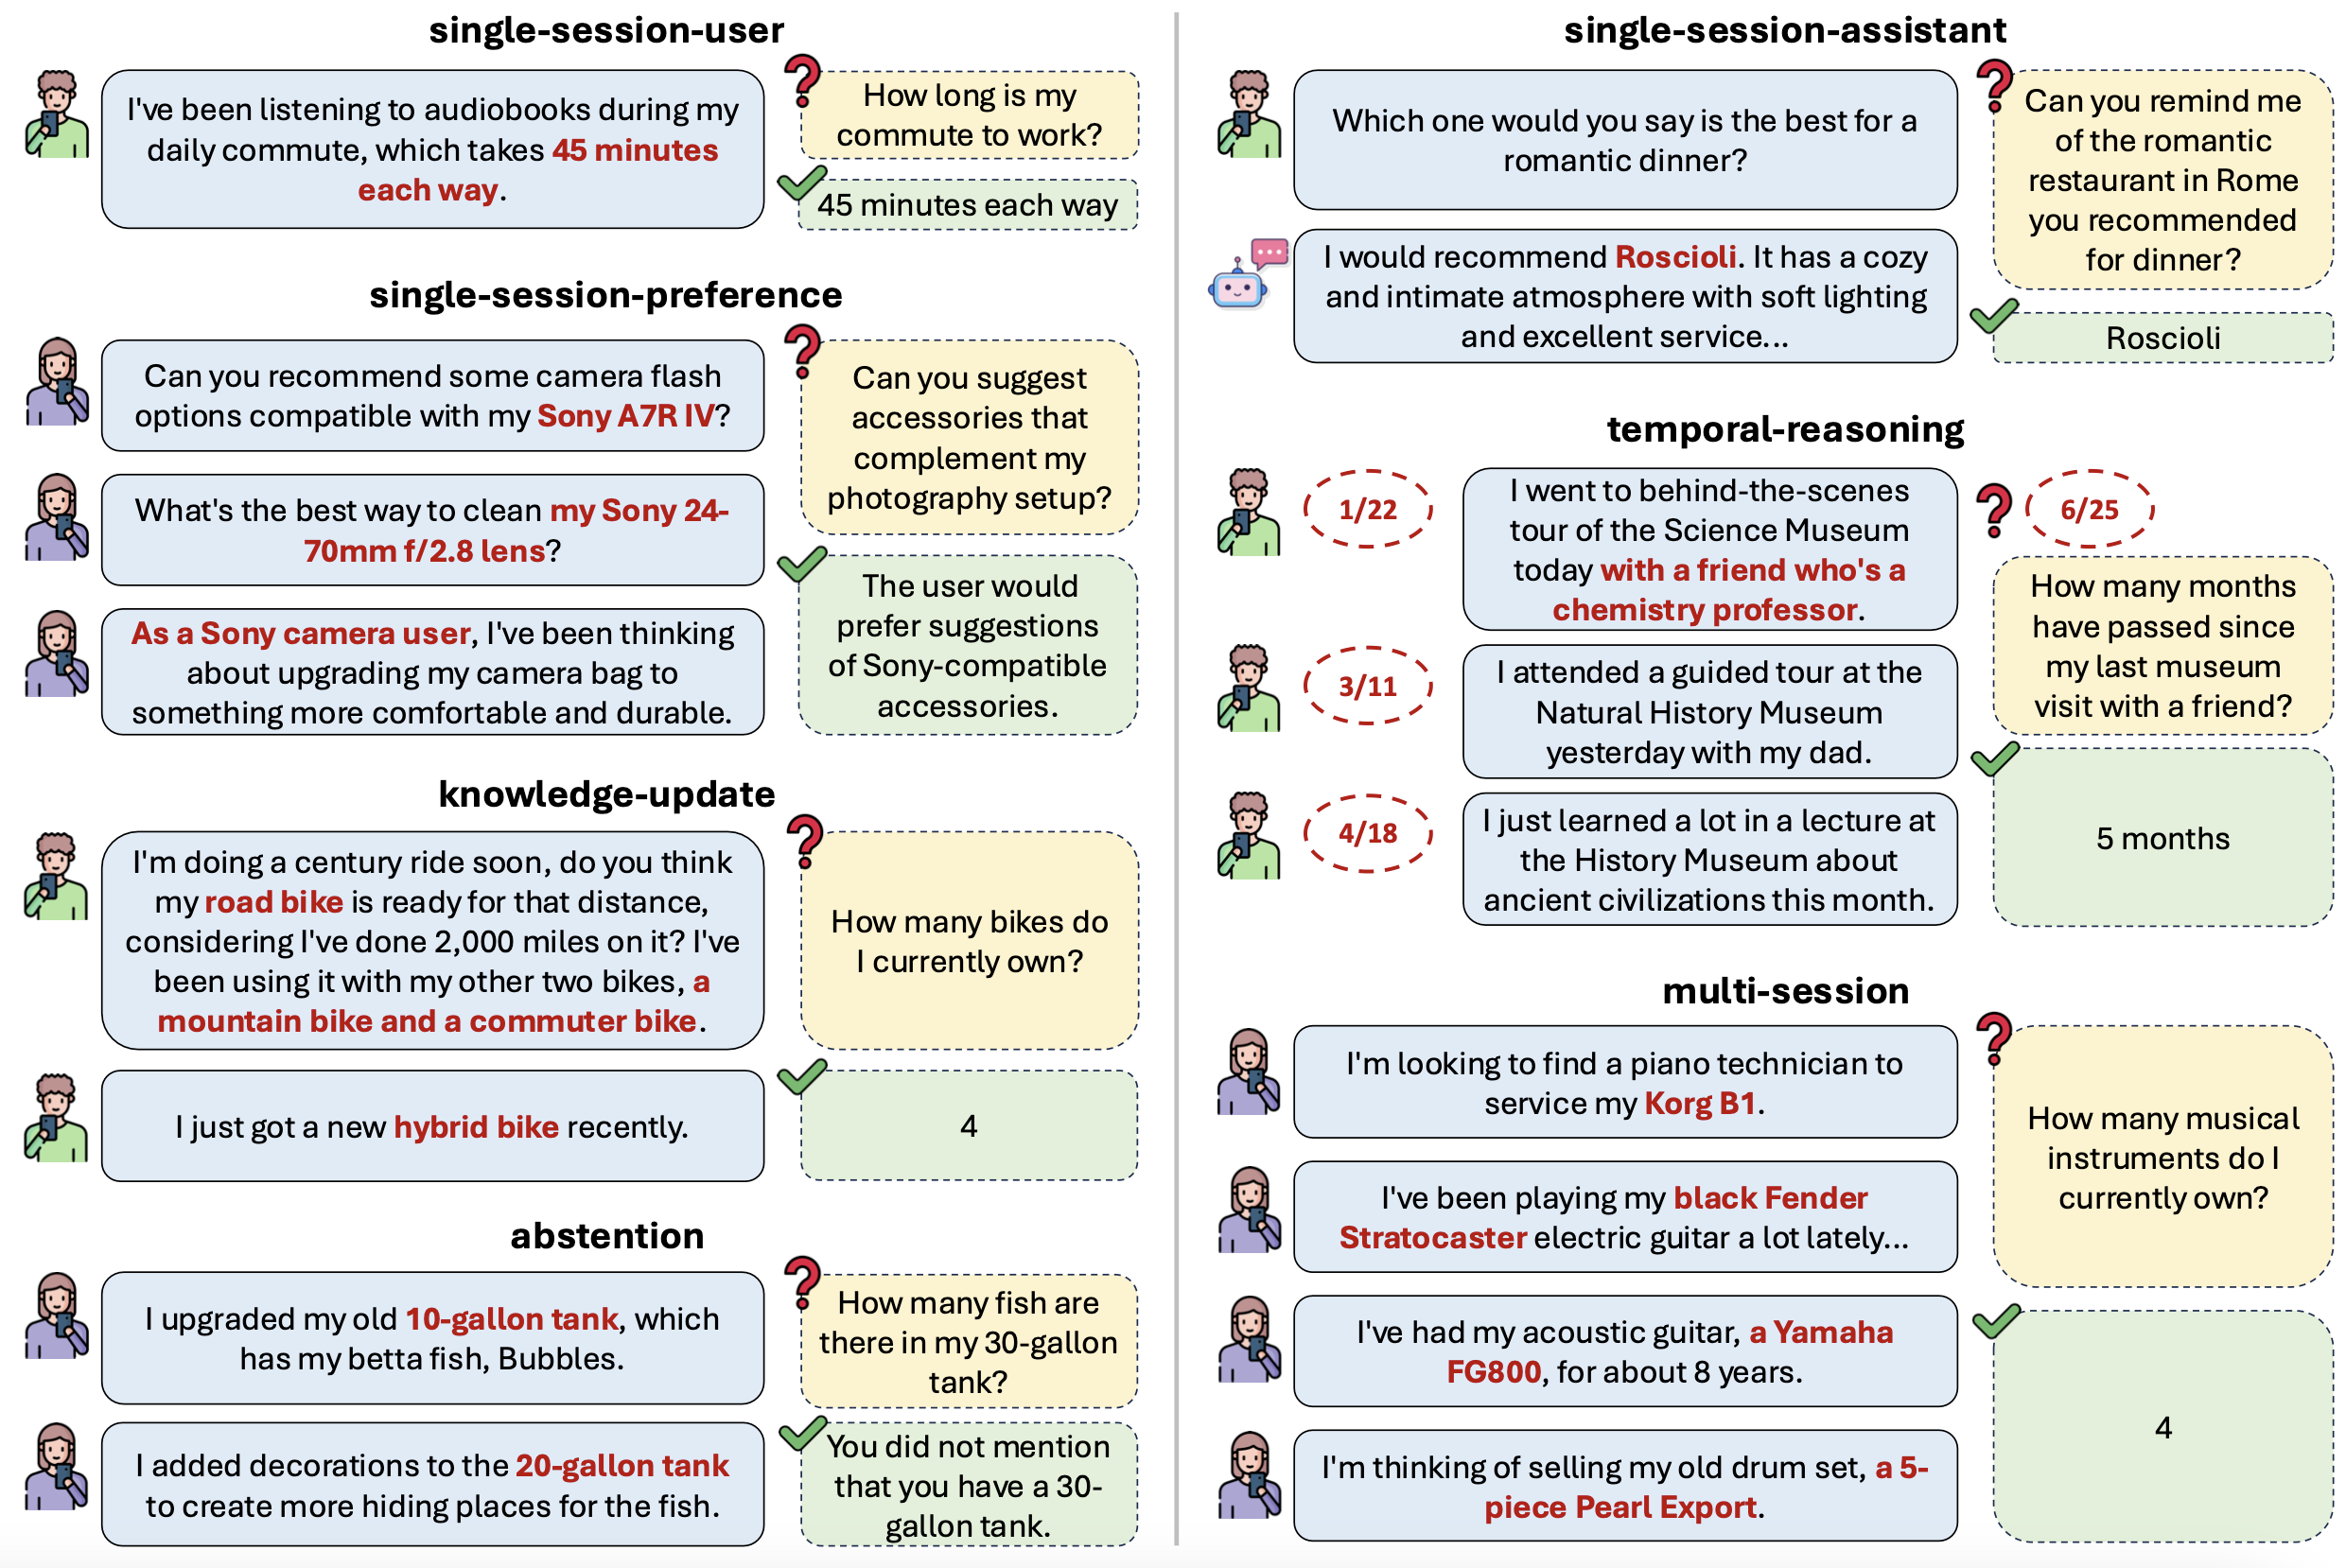 single-session-user
I've been listening to audiobooks during my
daily commute, which takes 45 minutes
each way.
How long is my
commute to work?
45 minutes each way
single-session-preference
Can you recommend some camera flash
options compatible with my Sony A7R IV?
What's the best way to clean my Sony 24-
70mm f/2.8 lens?
As a Sony camera user, I've been thinking
about upgrading my camera bag to
something more comfortable and durable.
Can you suggest
accessories that
complement my
photography setup?
The user would
prefer suggestions
of Sony-compatible
accessories.
knowledge-update
I'm doing a century ride soon, do you think
my road bike is ready for that distance,
considering I've done 2,000 miles on it? I've
been using it with my other two bikes, a
mountain bike and a commuter bike.
I just got a new hybrid bike recently.
How many bikes do
I currently own?
4
abstention
I upgraded my old 10-gallon tank, which
has my betta fish, Bubbles.
I added decorations to the 20-gallon tank
to create more hiding places for the fish.
How many fish are
there in my 30-gallon
tank?
You did not mention
that you have a 30-
gallon tank.
single-session-assistant
Which one would you say is the best for a
romantic dinner?
I would recommend Roscioli. It has a cozy
and intimate atmosphere with soft lighting
and excellent service...
Can you remind me
of the romantic
restaurant in Rome
you recommended
for dinner?
Roscioli
temporal-reasoning
1/22
I went to behind-the-scenes
tour of the Science Museum
today with a friend who's a
chemistry professor.
3/11
I attended a guided tour at the
Natural History Museum
yesterday with my dad.
4/18
I just learned a lot in a lecture at
the History Museum about
ancient civilizations this month.
6/25
How many months
have passed since
my last museum
visit with a friend?
5 months
multi-session
I'm looking to find a piano technician to
service my Korg B1.
I've been playing my black Fender
Stratocaster electric guitar a lot lately...
I've had my acoustic guitar, a Yamaha
FG800, for about 8 years.
I'm thinking of selling my old drum set, a 5-
piece Pearl Export.
How many musical
instruments do I
currently own?
4